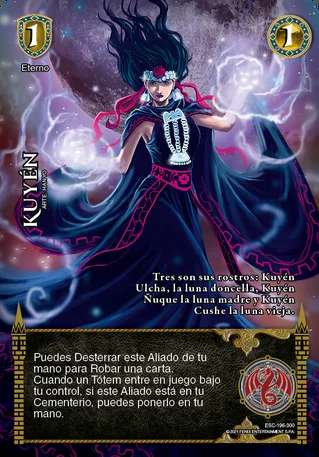 1
1
Eterno
KUYÉN
ARTE: HANYO
Tres son sus rostros: Kuyén
Ulcha, la luna doncella, Kuyén
Ñuque la luna madre y Kuyén
Cushe la luna vieja.
Puedes Desterrar este Aliado de tu
mano para Robar una carta.
Cuando un Tótem entre en juego bajo
tu control, si este Aliado está en tu
Cementerio, puedes ponerlo en tu
mano.
ESC-196-300
© 2021 FENIX ENTERTAINMENT S.P.A.